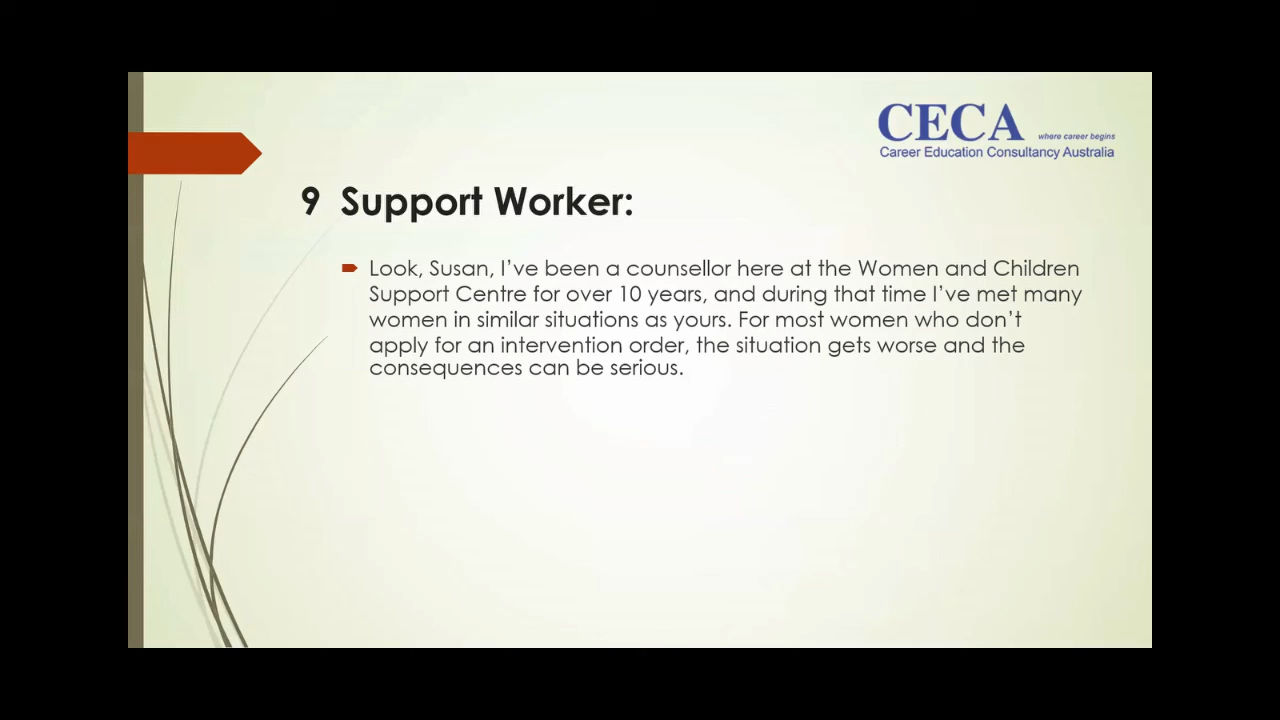 CECA where career begins
Career Education Consultancy Australia
9 Support Worker:
Look, Susan, I’ve been a counsellor here at the Women and Children
Support Centre for over 10 years, and during that time I’ve met many
women in similar situations as yours. For most women who don’t
apply for an intervention order, the situation gets worse and the
consequences can be serious.